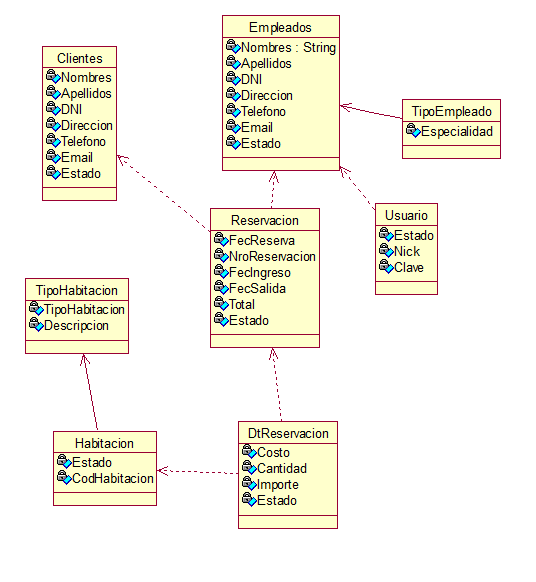 Empleados
Nombres : String
Apellidos
DNI
Direccion
Telefono
Email
Estado
Clientes
Nombres
Apellidos
DNI
Direccion
Telefono
Email
Estado
TipoEmpleado
Especialidad
Reservacion
FecReserva
NroReservacion
FecIngreso
FecSalida
Total
Estado
Usuario
Estado
Nick
Clave
TipoHabitacion
TipoHabitacion
Descripcion
Habitacion
Estado
CodHabitacion
DtReservacion
Costo
Cantidad
Importe
Estado